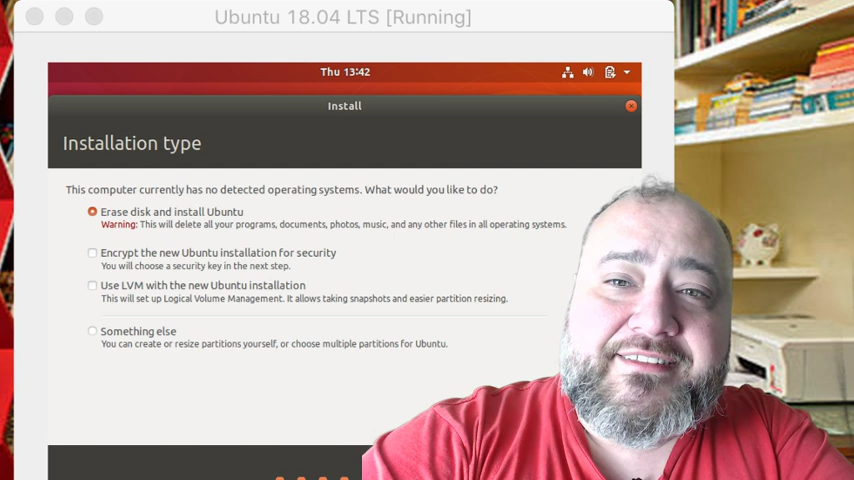 Ubuntu 18.04 LTS [Running]
Thu 13:42
Install
Installation type
This computer currently has no detected operating systems. What would you like to do?
Erase disk and install Ubuntu
Warning: This will delete all your programs, documents, photos, music, and any other files in all operating systems.
Encrypt the new Ubuntu installation for security
You will choose a security key in the next step.
Use LVM with the new Ubuntu installation
This will set up Logical Volume Management. It allows taking snapshots and easier partition resizing.
Something else
You can create or resize partitions yourself, or choose multiple partitions for Ubuntu.